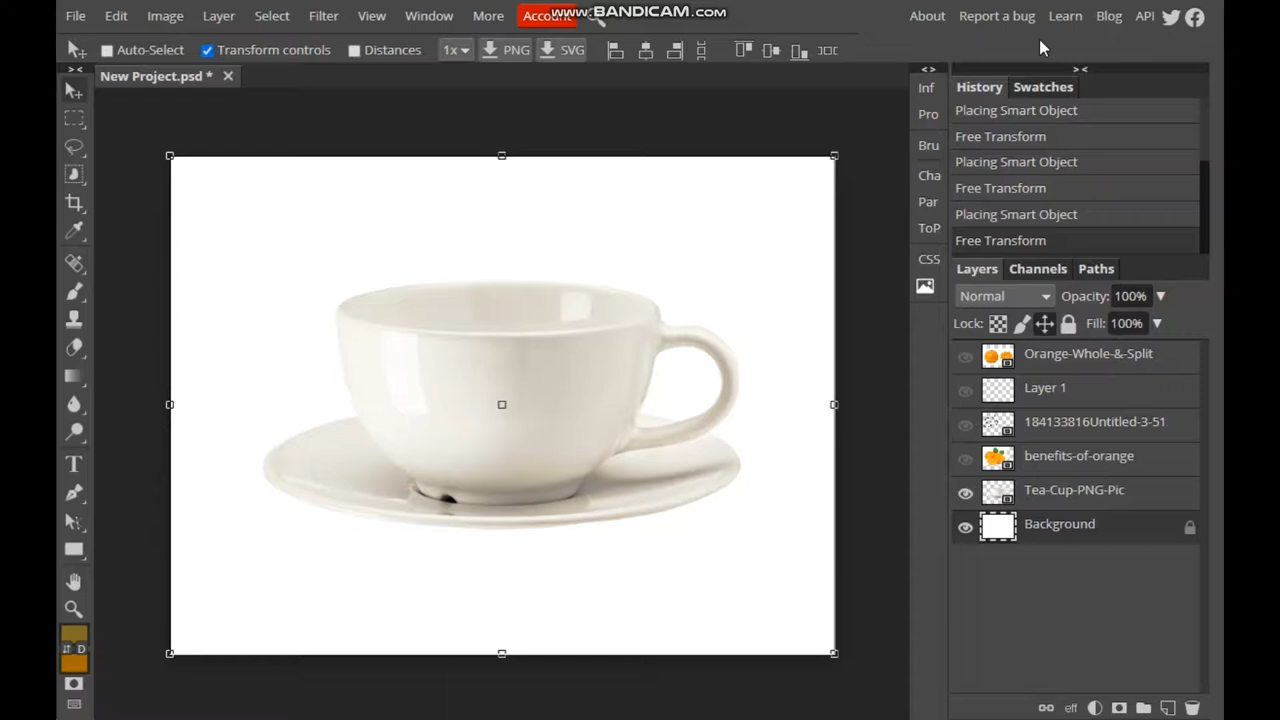 File Edit Image Layer Select Filter View Window More Account www.BANDICAM.com About Report a bug Learn Blog API
Auto-Select Transform controls Distances 1x PNG SVG
New Project.psd *
> <
< >
> <
Inf
Pro
Bru
Cha
Par
ToP
CSS
History Swatches
Placing Smart Object
Free Transform
Placing Smart Object
Free Transform
Placing Smart Object
Free Transform
Layers Channels Paths
Normal Opacity: 100%
Lock: Fill: 100%
Orange-Whole-&-Split
Layer 1
184133816Untitled-3-51
benefits-of-orange
Tea-Cup-PNG-Pic
Background
T
D
eff